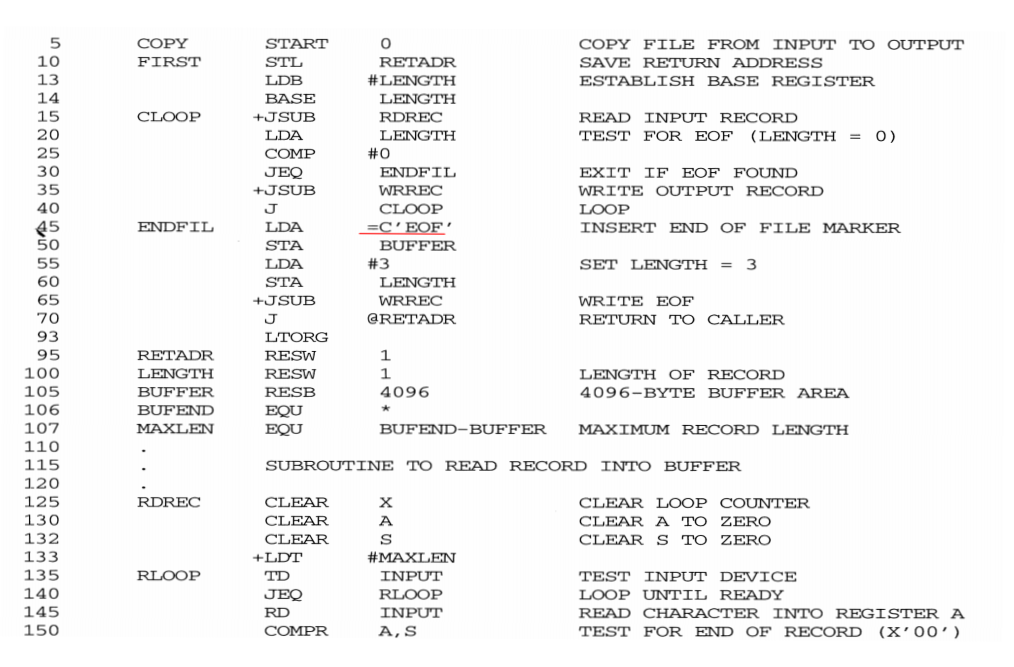 5 COPY START 0 COPY FILE FROM INPUT TO OUTPUT
10 FIRST STL RETADR SAVE RETURN ADDRESS
13 LDB #LENGTH ESTABLISH BASE REGISTER
14 BASE LENGTH
15 CLOOP +JSUB RDREC READ INPUT RECORD
20 LDA LENGTH TEST FOR EOF (LENGTH = 0)
25 COMP #0
30 JEQ ENDFIL EXIT IF EOF FOUND
35 +JSUB WRREC WRITE OUTPUT RECORD
40 J CLOOP LOOP
45 ENDFIL LDA =C'EOF' INSERT END OF FILE MARKER
50 STA BUFFER
55 LDA #3 SET LENGTH = 3
60 STA LENGTH
65 +JSUB WRREC WRITE EOF
70 J @RETADR RETURN TO CALLER
93 LTORG
95 RETADR RESW 1
100 LENGTH RESW 1 LENGTH OF RECORD
105 BUFFER RESB 4096 4096-BYTE BUFFER AREA
106 BUFEND EQU *
107 MAXLEN EQU BUFEND-BUFFER MAXIMUM RECORD LENGTH
110 .
115 . SUBROUTINE TO READ RECORD INTO BUFFER
120 .
125 RDREC CLEAR X CLEAR LOOP COUNTER
130 CLEAR A CLEAR A TO ZERO
132 CLEAR S CLEAR S TO ZERO
133 +LDT #MAXLEN
135 RLOOP TD INPUT TEST INPUT DEVICE
140 JEQ RLOOP LOOP UNTIL READY
145 RD INPUT READ CHARACTER INTO REGISTER A
150 COMPR A,S TEST FOR END OF RECORD (X'00')